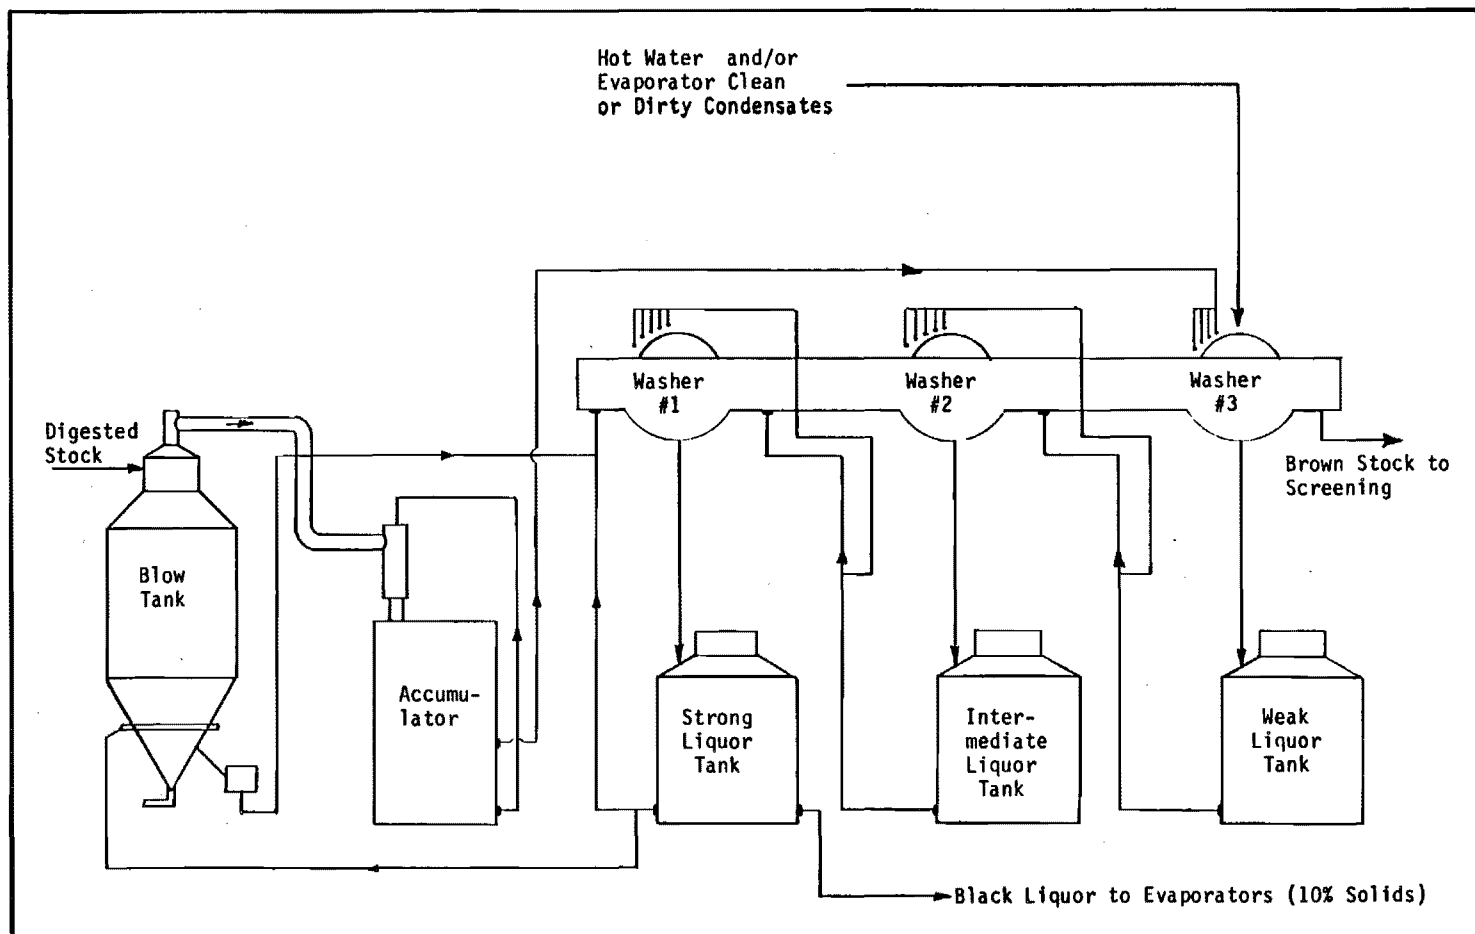 Hot Water and/or
Evaporator Clean
or Dirty Condensates
Washer
#1
Washer
#2
Washer
#3
Digested
Stock
Brown Stock to
Screening
Blow
Tank
Accumu-
lator
Strong
Liquor
Tank
Inter-
mediate
Liquor
Tank
Weak
Liquor
Tank
Black Liquor to Evaporators (10% Solids)